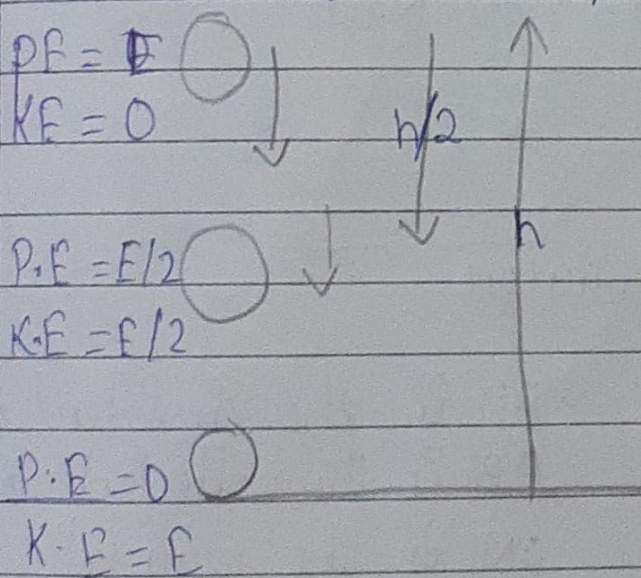 PE = E
KE = 0
h/2
h
P.E = E/2
K.E = E/2
P.E = 0
K.E = E